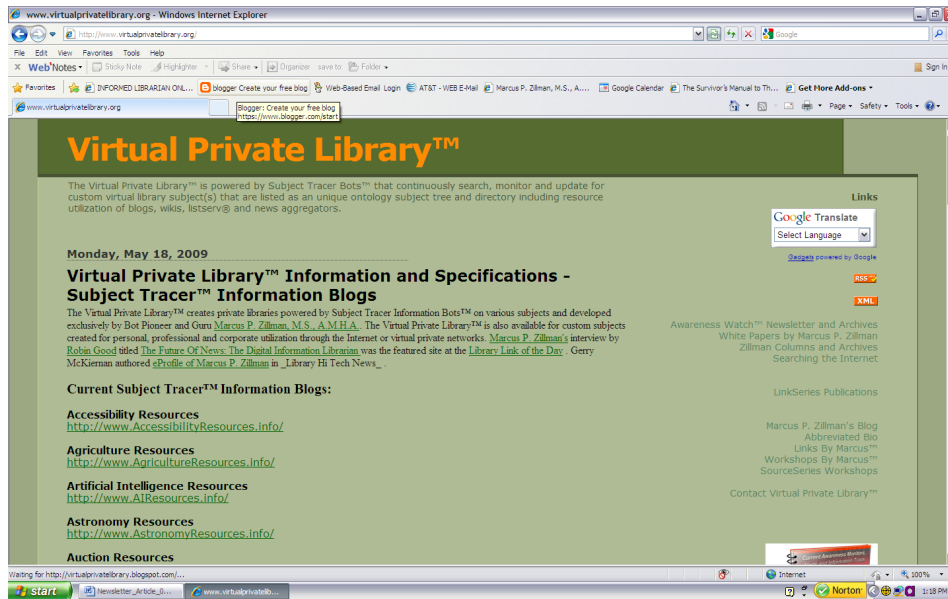 www.virtualprivatelibrary.org - Windows Internet Explorer
http://www.virtualprivatelibrary.org/
Google
File Edit View Favorites Tools Help
X Web Notes Sticky Note Highlighter Share Organizer save to: Folder Sign In
Favorites INFORMED LIBRARIAN ONL... blogger Create your free blog Web-Based Email Login AT&T - WEB E-Mail Marcus P. Zillman, M.S., A.... Google Calendar The Survivor's Manual to Th... Get More Add-ons
www.virtualprivatelibrary.org
Page Safety Tools
Blogger: Create your free blog
https://www.blogger.com/start
Virtual Private Library™
The Virtual Private Library™ is powered by Subject Tracer Bots™ that continuously search, monitor and update for
custom virtual library subject(s) that are listed as an unique ontology subject tree and directory including resource
utilization of blogs, wikis, listserv® and news aggregators.
Monday, May 18, 2009
Virtual Private Library™ Information and Specifications -
Subject Tracer™ Information Blogs
The Virtual Private Library™ creates private libraries powered by Subject Tracer Information Bots™ on various subjects and developed
exclusively by Bot Pioneer and Guru Marcus P. Zillman, M.S., A.M.H.A.. The Virtual Private Library™ is also available for custom subjects
created for personal, professional and corporate utilization through the Internet or virtual private networks. Marcus P. Zillman's interview by
Robin Good titled The Future Of News: The Digital Information Librarian was the featured site at the Library Link of the Day . Gerry
McKiernan authored eProfile of Marcus P. Zillman in _Library Hi Tech News_ .
Current Subject Tracer™ Information Blogs:
Accessibility Resources
http://www.AccessibilityResources.info/
Agriculture Resources
http://www.AgricultureResources.info/
Artificial Intelligence Resources
http://www.AIResources.info/
Astronomy Resources
http://www.AstronomyResources.info/
Auction Resources
Links
Google Translate
Select Language
Gadgets powered by Google
RSS
XML
Awareness Watch™ Newsletter and Archives
White Papers by Marcus P. Zillman
Zillman Columns and Archives
Searching the Internet
LinkSeries Publications
Marcus P. Zillman's Blog
Abbreviated Bio
Links By Marcus™
Workshops By Marcus™
SourceSeries Workshops
Contact Virtual Private Library™
Waiting for http://virtualprivatelibrary.blogspot.com/...
Internet
100%
start
Newsletter_Article_0...
www.virtualprivatelib...
Norton
1:18 PM